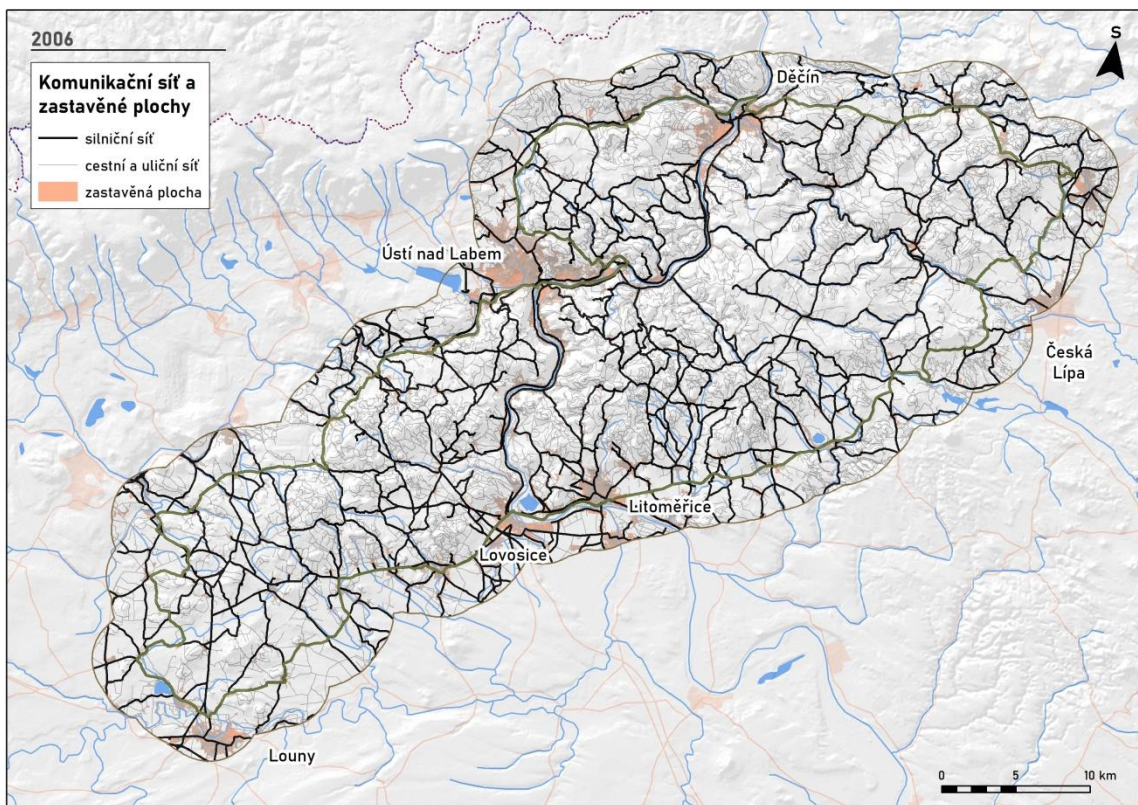 2006
Komunikační síť a
zastavěné plochy
silniční síť
cestní a uliční síť
zastavěná plocha
S
Děčín
Ústí nad Labem
Česká
Lípa
Litoměřice
Lovosice
Louny
0 5 10 km